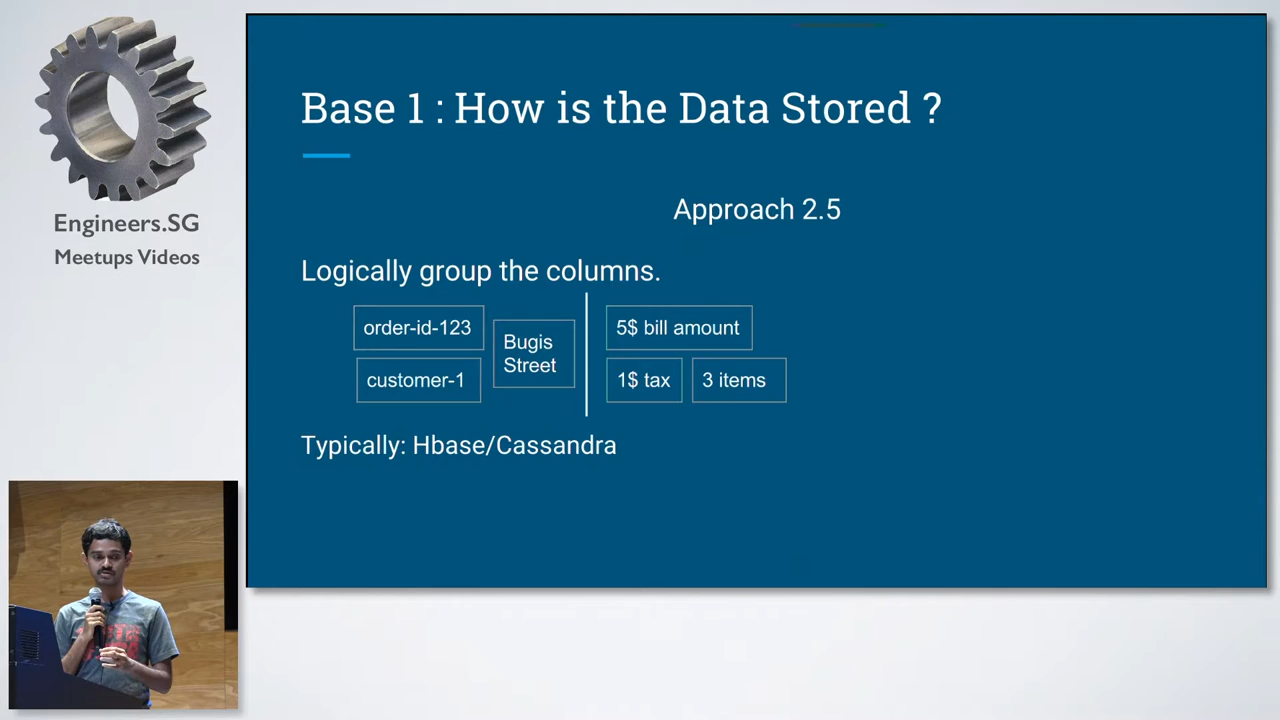 Engineers.SG
Meetups Videos
Base 1 : How is the Data Stored ?
Approach 2.5
Logically group the columns.
order-id-123
customer-1
Bugis
Street
5$ bill amount
1$ tax
3 items
Typically: Hbase/Cassandra